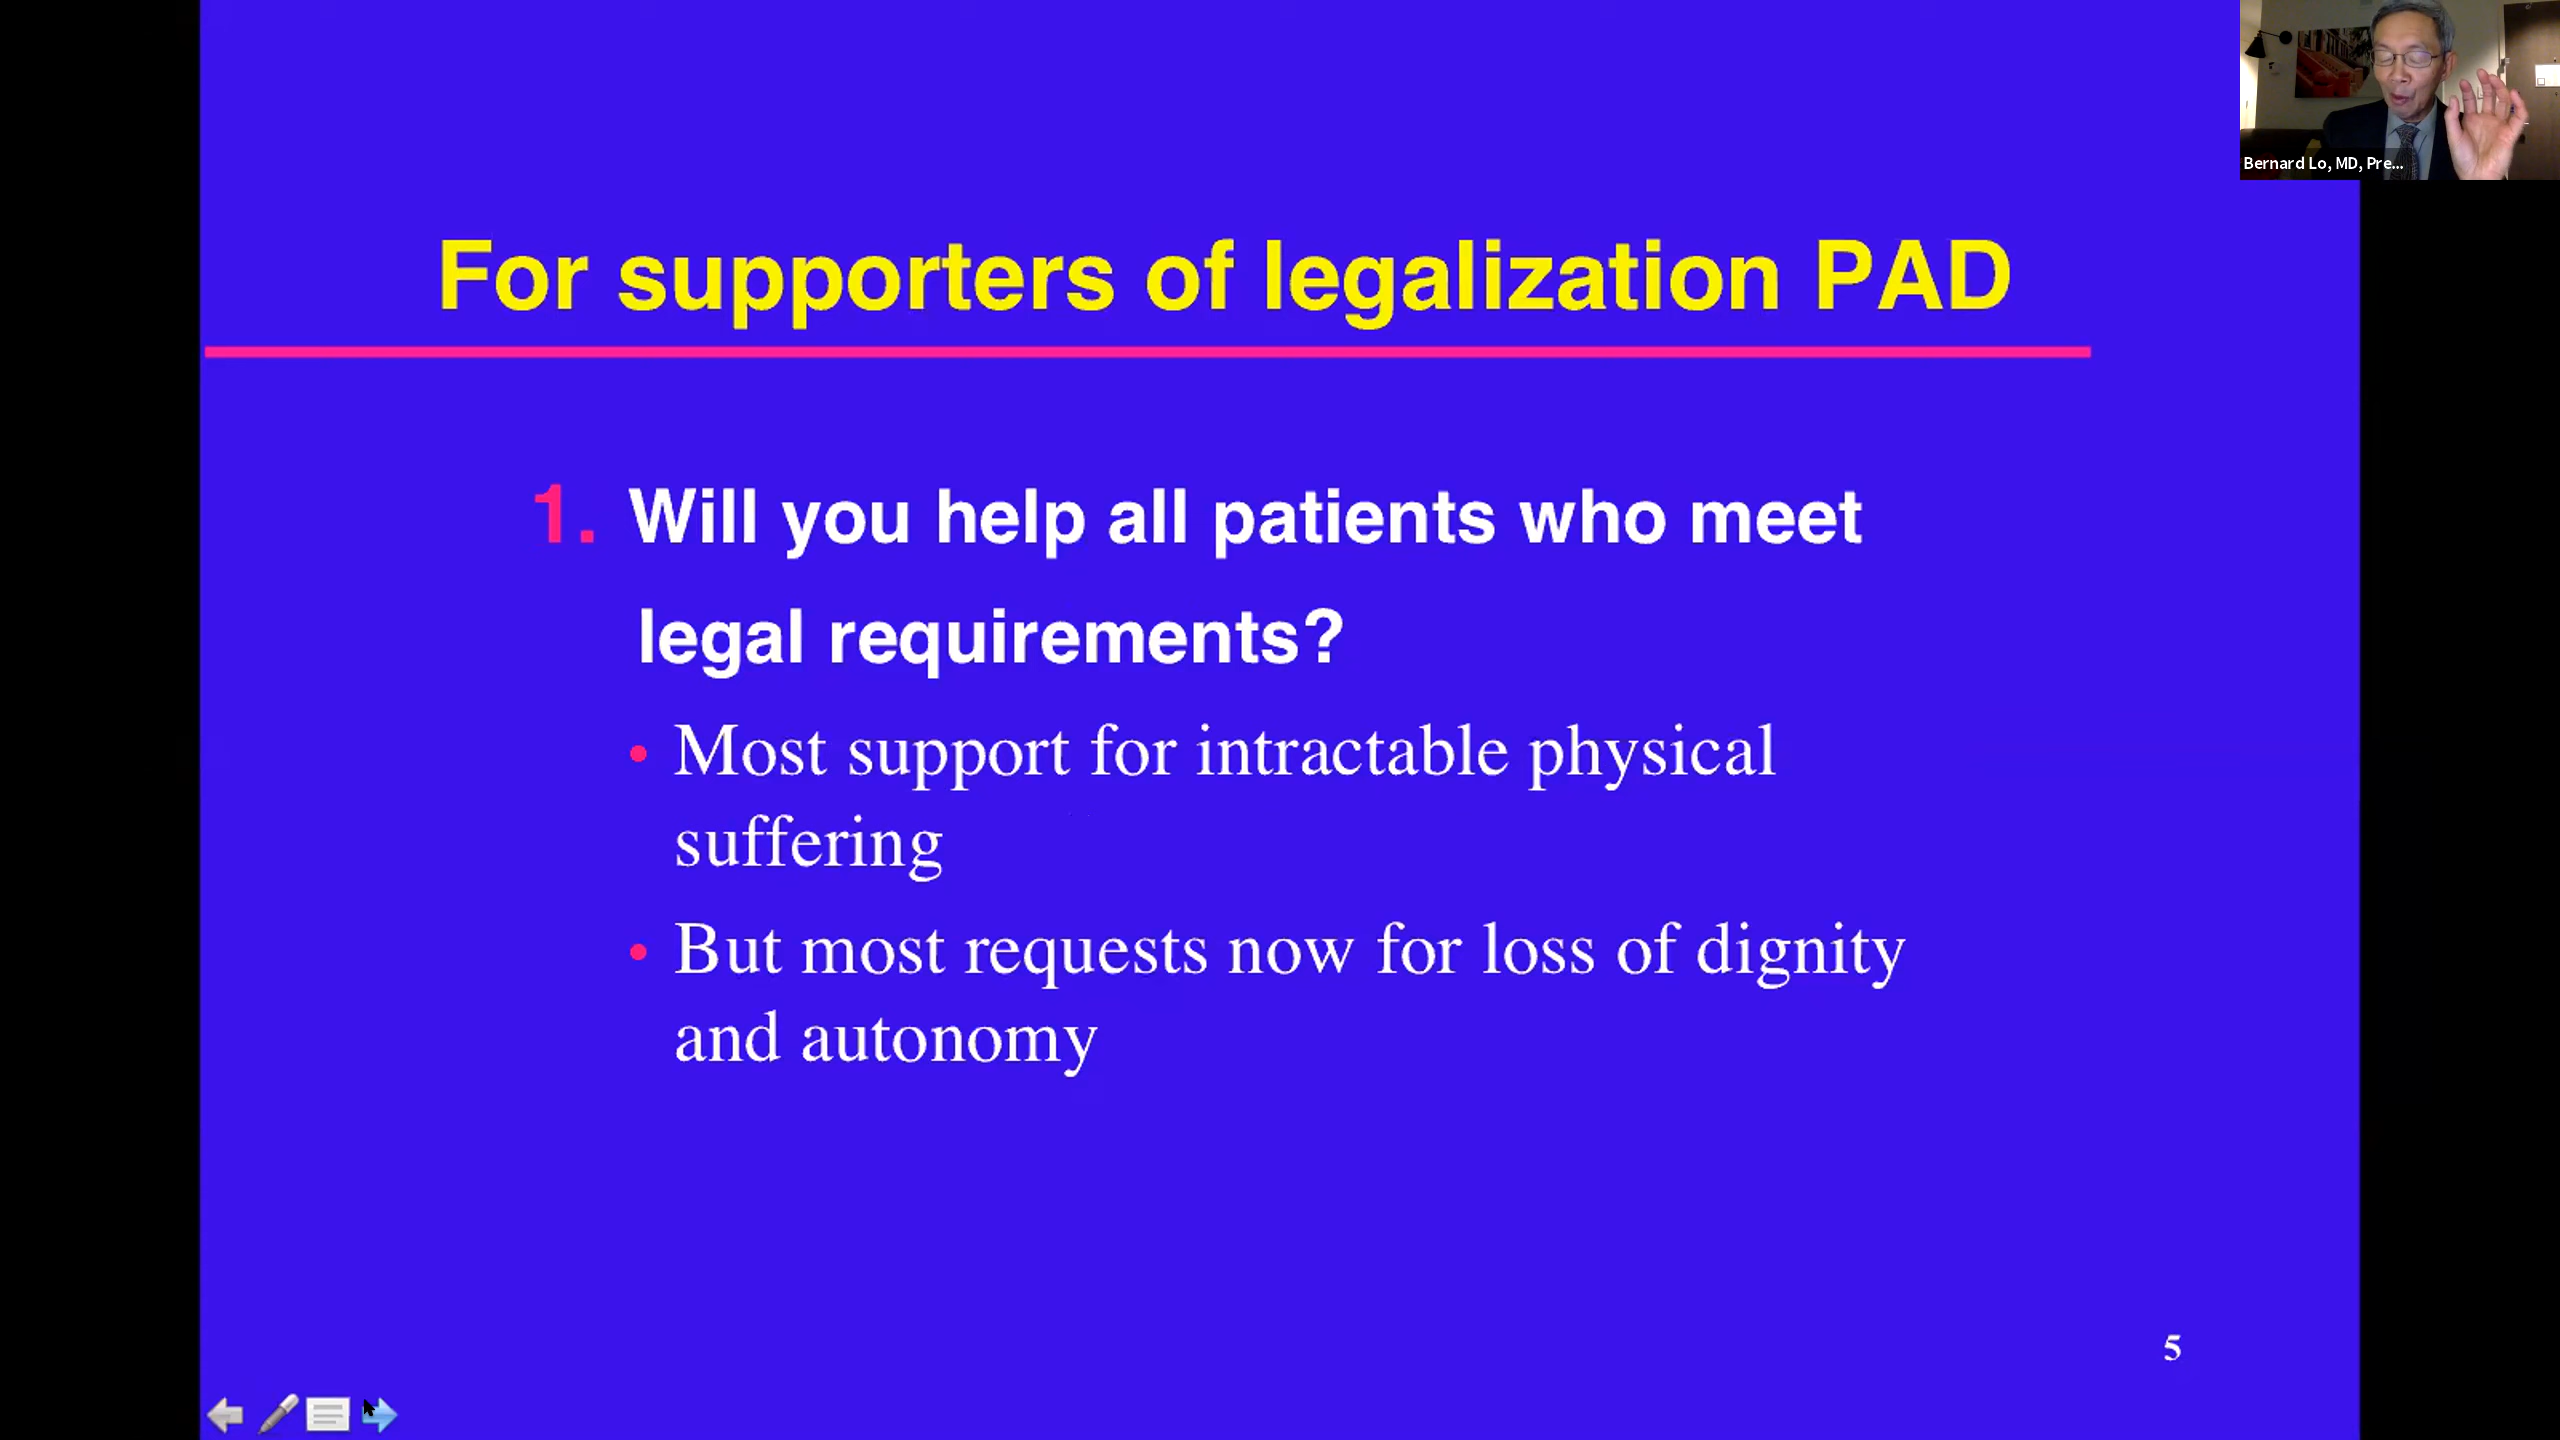 Bernard Lo, MD, Pre...
For supporters of legalization PAD
1. Will you help all patients who meet
legal requirements?
• Most support for intractable physical
suffering
• But most requests now for loss of dignity
and autonomy
5